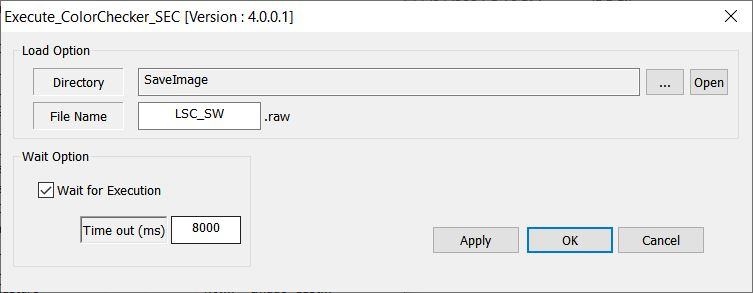 Execute_ColorChecker_SEC [Version : 4.0.0.1]
Load Option
Directory SaveImage ... Open
File Name LSC_SW .raw
Wait Option
Wait for Execution
Time out (ms) 8000
Apply OK Cancel